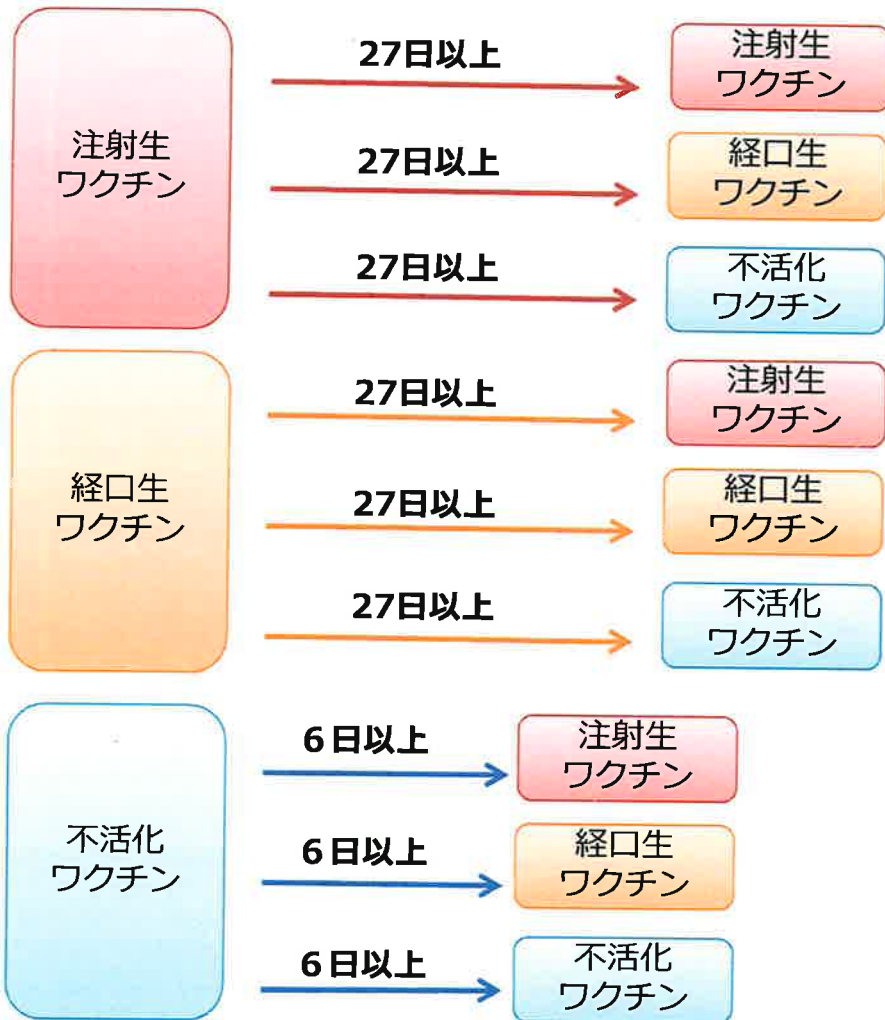 注射生
ワクチン
27日以上
注射生
ワクチン
27日以上
経口生
ワクチン
27日以上
不活化
ワクチン
経口生
ワクチン
27日以上
注射生
ワクチン
27日以上
経口生
ワクチン
27日以上
不活化
ワクチン
不活化
ワクチン
6日以上
注射生
ワクチン
6日以上
経口生
ワクチン
6日以上
不活化
ワクチン